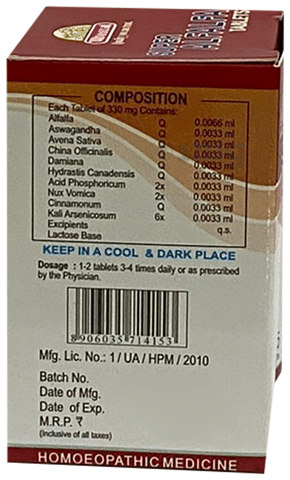 SUPER
ALFALFA
TABLETS
COMPOSITION
Each Tablet of 330 mg Contains:
Alfalfa Q 0.0066 ml
Aswagandha Q 0.0033 ml
Avena Sativa Q 0.0033 ml
China Officinalis Q 0.0033 ml
Damiana Q 0.0033 ml
Hydrastis Canadensis Q 0.0033 ml
Acid Phosphoricum 2x 0.0033 ml
Nux Vomica 2x 0.0033 ml
Cinnamonum Q 0.0033 ml
Kali Arsenicosum 6x 0.0033 ml
Excipients q.s.
Lactose Base
KEEP IN A COOL & DARK PLACE
Dosage : 1-2 tablets 3-4 times daily or as prescribed
by the Physician.
8906035714153
Mfg. Lic. No.: 1/ UA / HPM / 2010
Batch No.
Date of Mfg.
Date of Exp.
M.R.P. ₹
(Inclusive of all taxes)
HOMOEOPATHIC MEDICINE